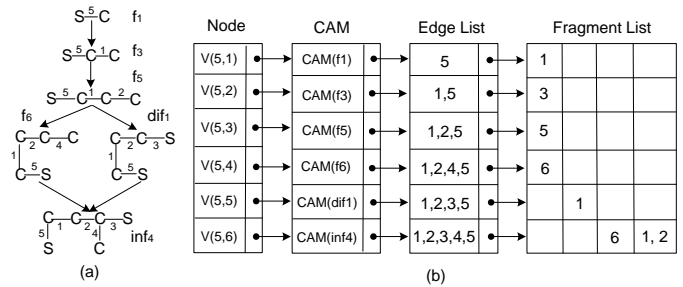 S 5 C f1
S 5 C 1 C f3
f5
S 5 C 1 C 2 C
f6 dif1
C 2 C 4 C C 2 C 3 S
1 1
C 5 S C 5 S
C 1 C 2 C 3 S
5 4 inf4
S C
(a)
Node CAM Edge List Fragment List
V(5,1) CAM(f1) 5 1
V(5,2) CAM(f3) 1,5 3
V(5,3) CAM(f5) 1,2,5 5
V(5,4) CAM(f6) 1,2,4,5 6
V(5,5) CAM(dif1) 1,2,3,5 1
V(5,6) CAM(inf4) 1,2,3,4,5 6 1, 2
(b)